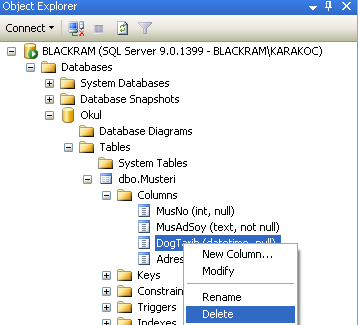 Object Explorer
Connect
BLACKRAM (SQL Server 9.0.1399 - BLACKRAM\KARAKOC)
Databases
System Databases
Database Snapshots
Okul
Database Diagrams
Tables
System Tables
dbo.Musteri
Columns
MusNo (int, null)
MusAdSoy (text, not null)
DogTarih (datetime, null)
Adres
New Column...
Modify
Keys
Constrain
Rename
Triggers
Delete
Indexes